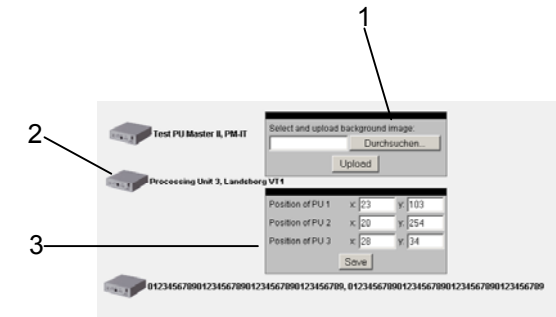 1
Select and upload background image:
Test PU Master II, PM-IT
Durchsuchen...
2
Upload
Processing Unit 3, Landsberg VT1
Position of PU 1 x: 23 y: 103
Position of PU 2 x: 20 y: 254
3
Position of PU 3 x: 28 y: 34
Save
0123456789012345678901234567890123456789, 0123456789012345678901234567890123456789